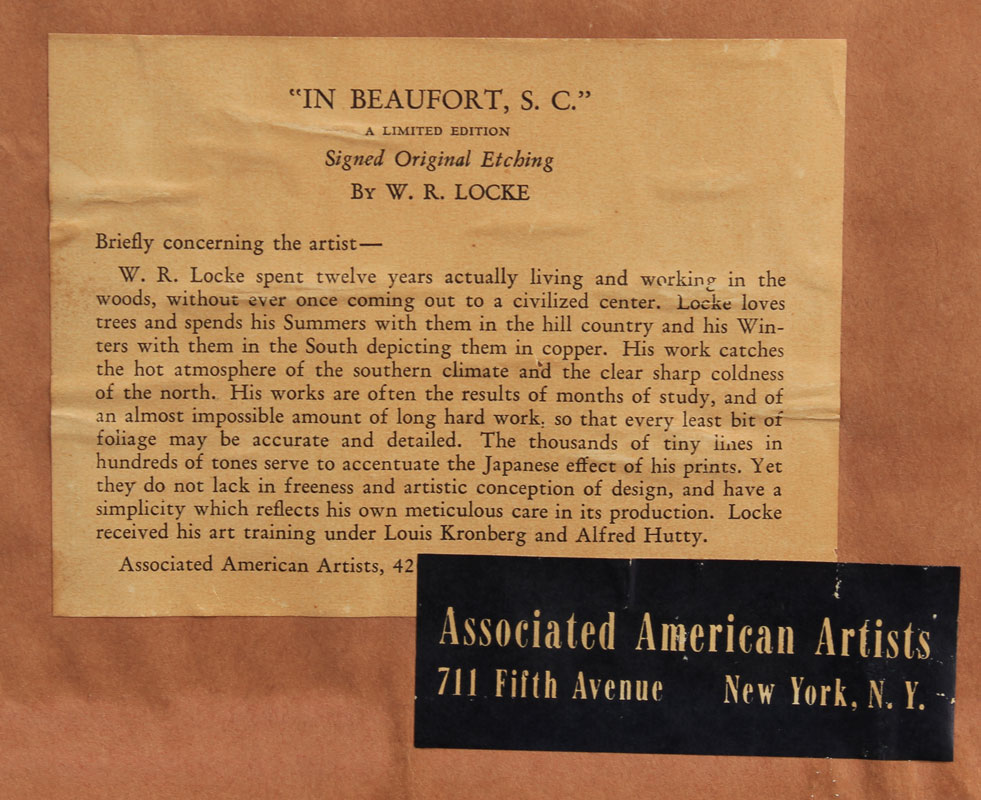 "IN BEAUFORT, S. C."
A LIMITED EDITION
Signed Original Etching
By W. R. LOCKE
Briefly concerning the artist—
W. R. Locke spent twelve years actually living and working in the
woods, without ever once coming out to a civilized center. Locke loves
trees and spends his Summers with them in the hill country and his Win-
ters with them in the South depicting them in copper. His work catches
the hot atmosphere of the southern climate and the clear sharp coldness
of the north. His works are often the results of months of study, and of
an almost impossible amount of long hard work, so that every least bit of
foliage may be accurate and detailed. The thousands of tiny lines in
hundreds of tones serve to accentuate the Japanese effect of his prints. Yet
they do not lack in freeness and artistic conception of design, and have a
simplicity which reflects his own meticulous care in its production. Locke
received his art training under Louis Kronberg and Alfred Hutty.
Associated American Artists, 42
Associated American Artists
711 Fifth Avenue New York, N. Y.